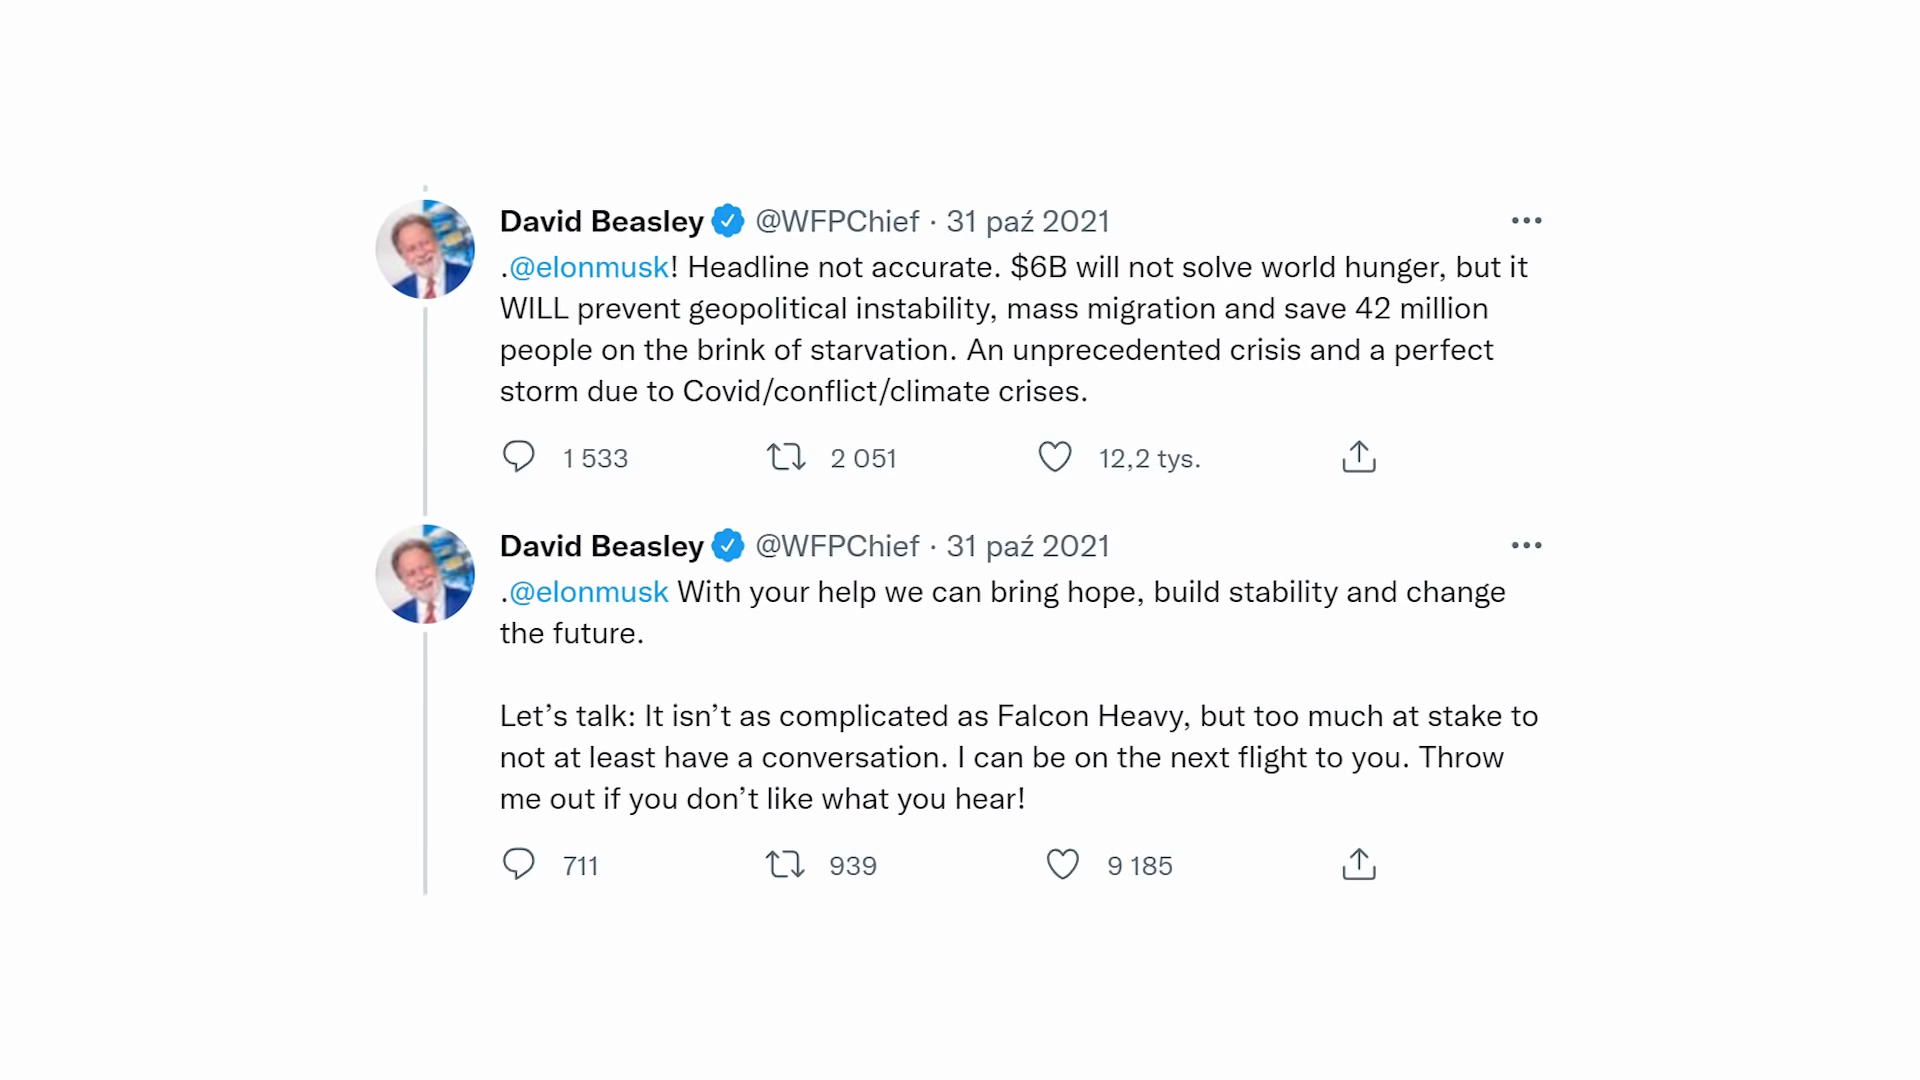 David Beasley @WFPChief · 31 paź 2021
.@elonmusk! Headline not accurate. $6B will not solve world hunger, but it
WILL prevent geopolitical instability, mass migration and save 42 million
people on the brink of starvation. An unprecedented crisis and a perfect
storm due to Covid/conflict/climate crises.
1 533 2 051 12,2 tys.
David Beasley @WFPChief · 31 paź 2021
.@elonmusk With your help we can bring hope, build stability and change
the future.
Let’s talk: It isn’t as complicated as Falcon Heavy, but too much at stake to
not at least have a conversation. I can be on the next flight to you. Throw
me out if you don’t like what you hear!
711 939 9 185